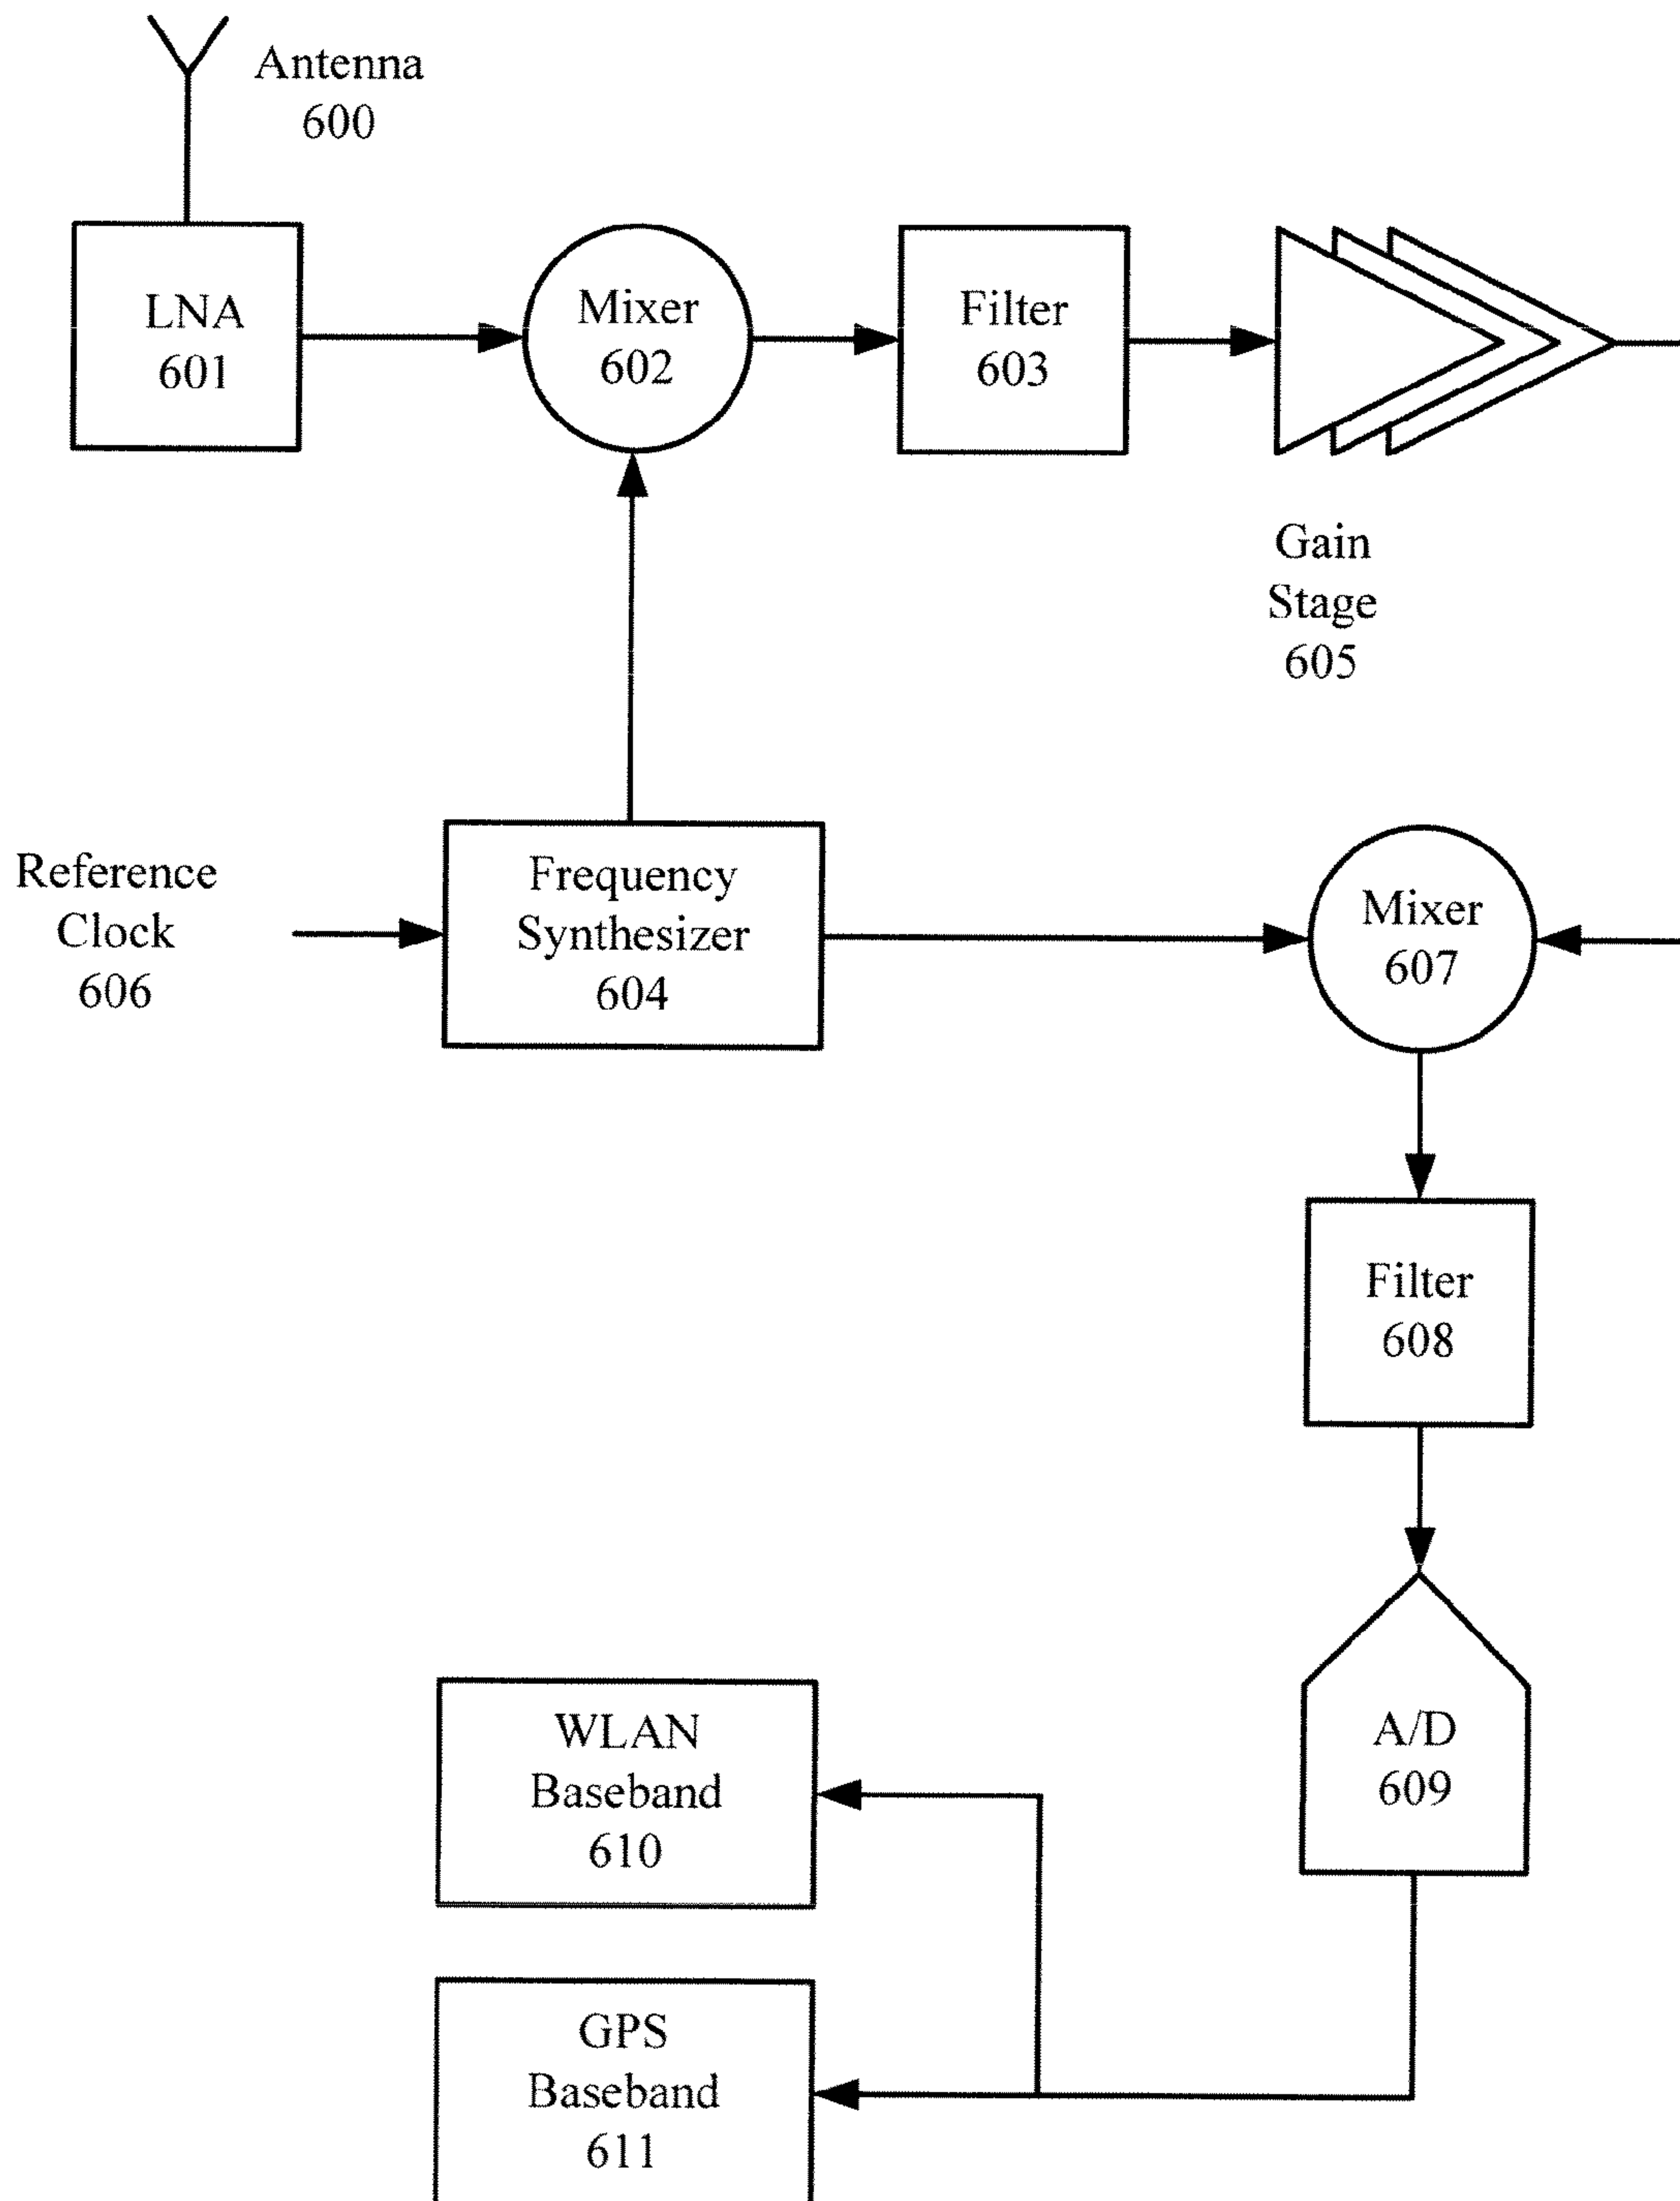 Antenna
600
LNA
601
Mixer
602
Filter
603
Gain
Stage
605
Reference
Clock
606
Frequency
Synthesizer
604
Mixer
607
Filter
608
A/D
609
WLAN
Baseband
610
GPS
Baseband
611